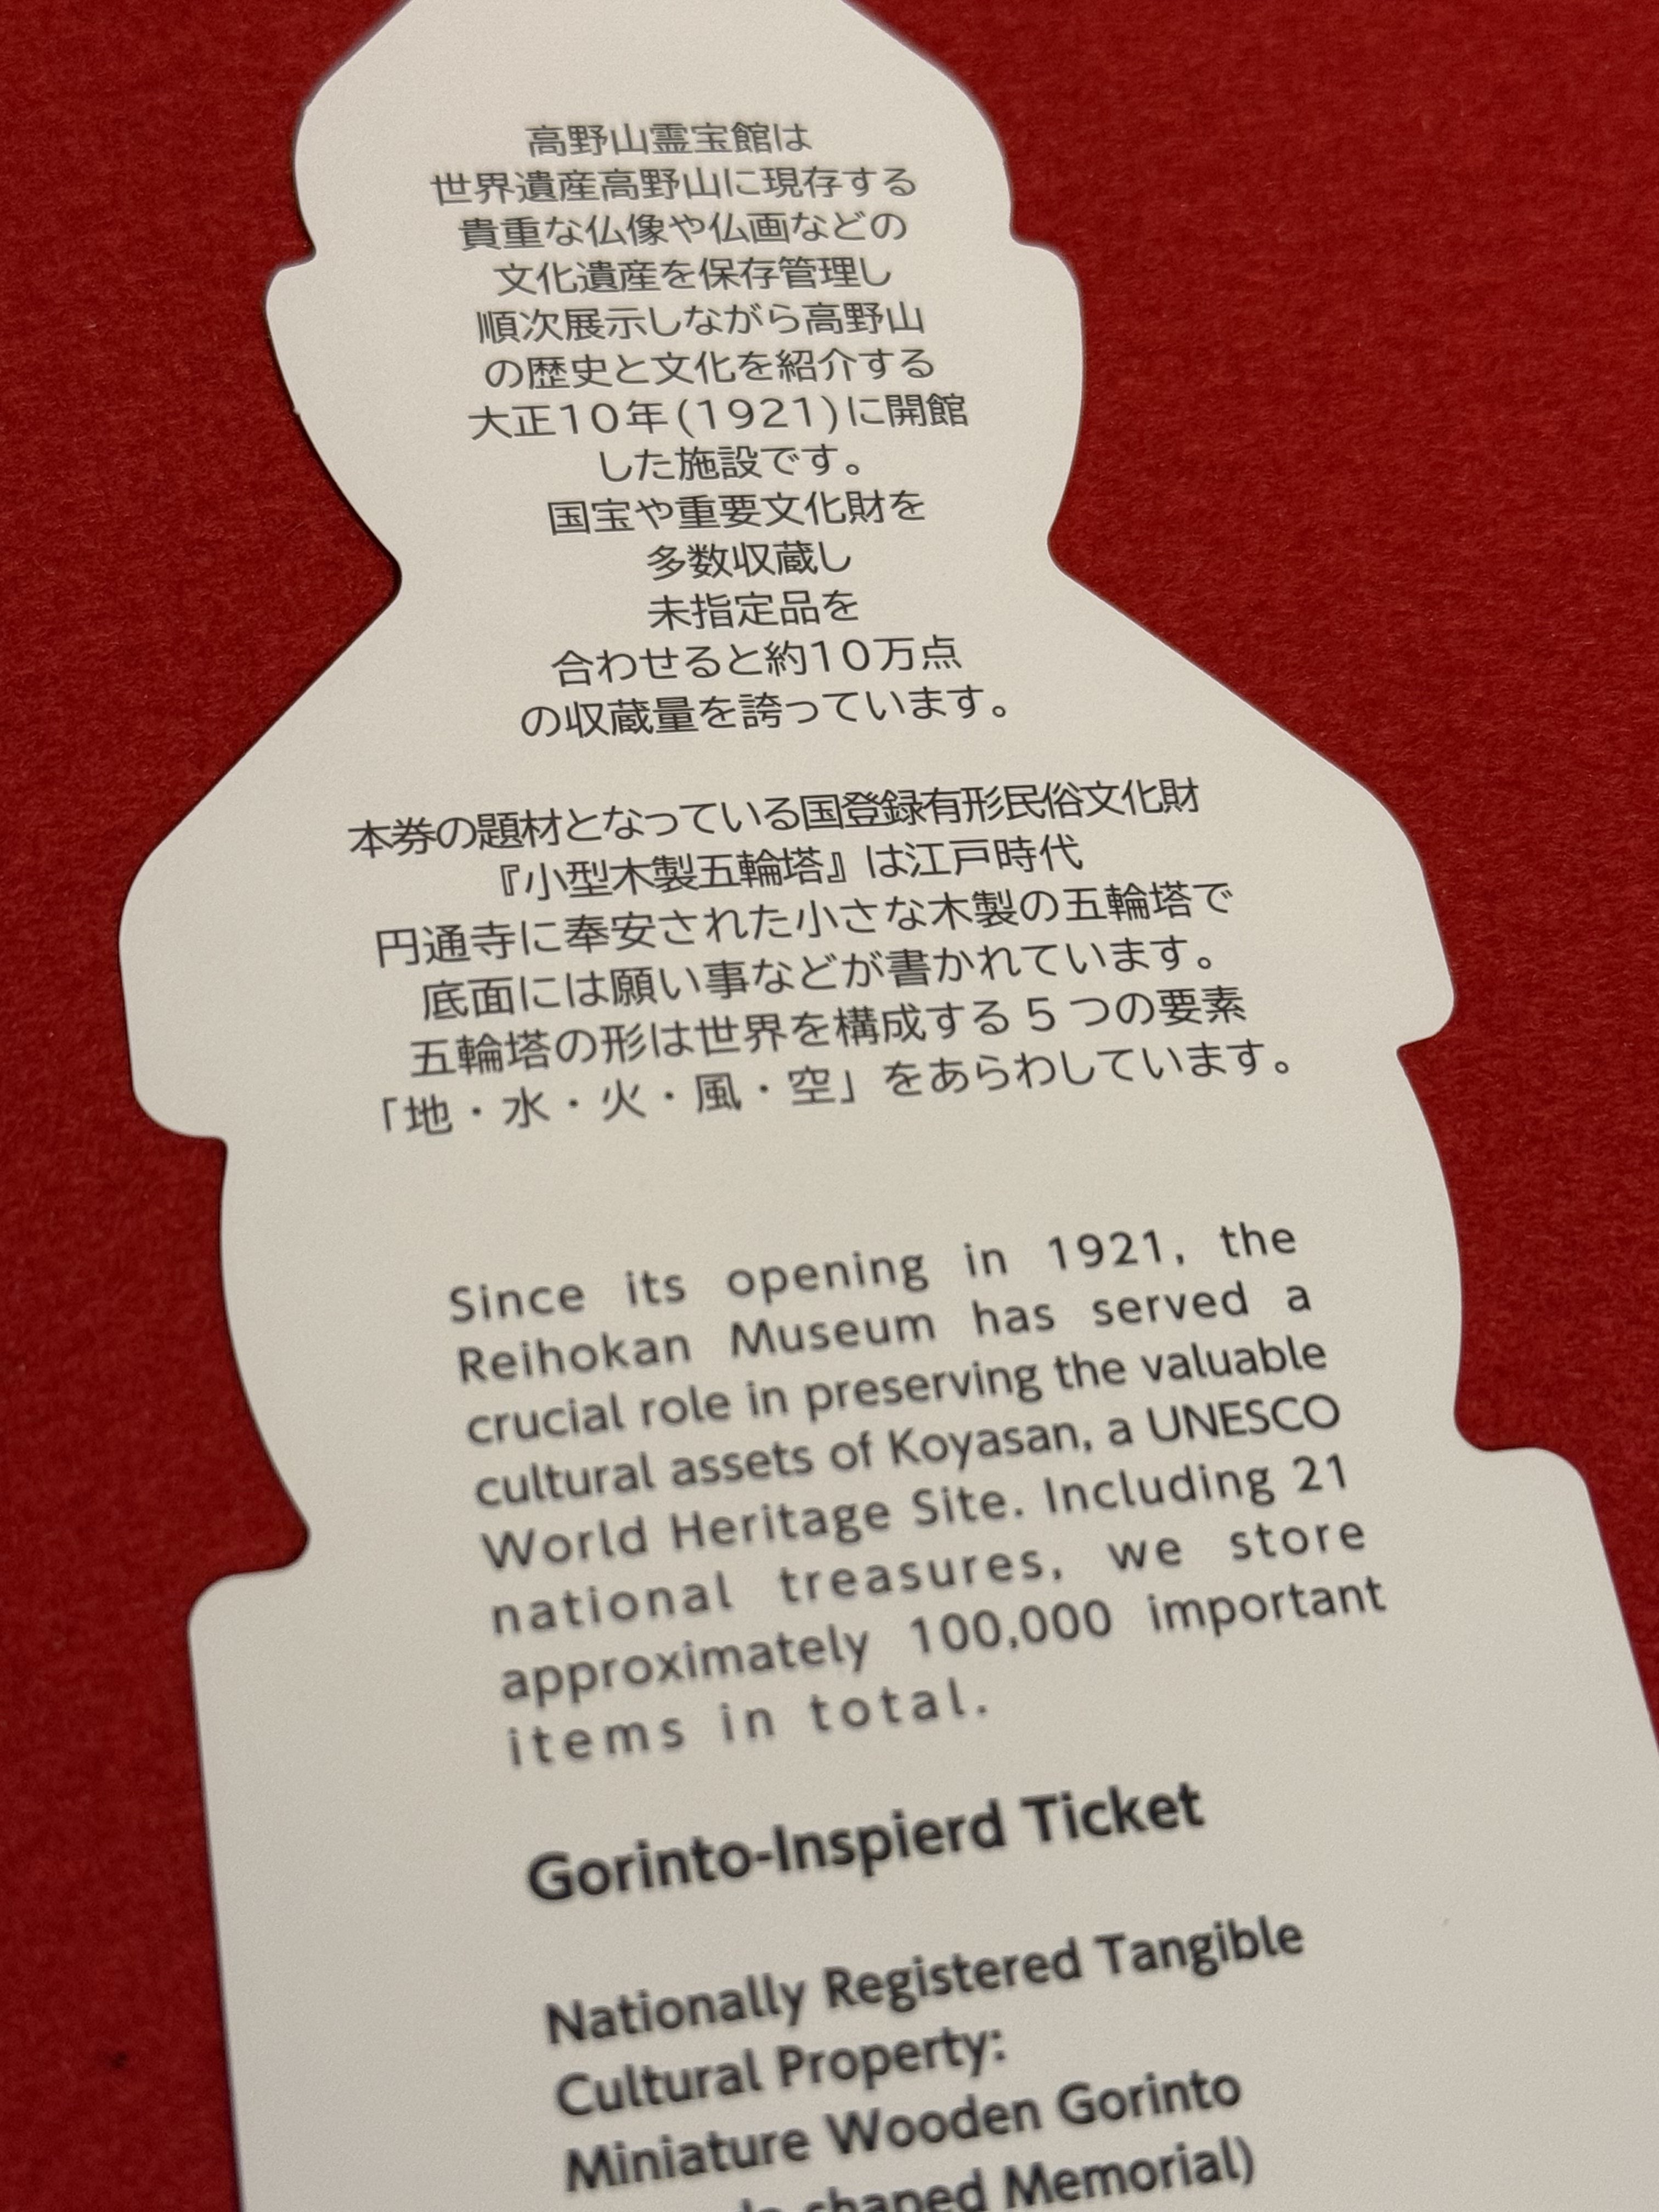 高野山霊宝館は
世界遺産高野山に現存する
貴重な仏像や仏画などの
文化遺産を保存管理し
順次展示しながら高野山
の歴史と文化を紹介する
大正10年(1921)に開館
した施設です。
国宝や重要文化財を
多数収蔵し
未指定品を
合わせると約10万点
の収蔵量を誇っています。
本券の題材となっている国登録有形民俗文化財
『小型木製五輪塔』は江戸時代
円通寺に奉安された小さな木製の五輪塔で
底面には願い事などが書かれています。
五輪塔の形は世界を構成する5つの要素
「地・水・火・風・空」をあらわしています。
Since its opening in 1921, the
Reihokan Museum has served a
crucial role in preserving the valuable
cultural assets of Koyasan, a UNESCO
World Heritage Site. Including 21
national treasures, we store
approximately 100,000 important
items in total.
Gorinto-Inspierd Ticket
Nationally Registered Tangible
Cultural Property:
Miniature Wooden Gorinto
shaped Memorial)